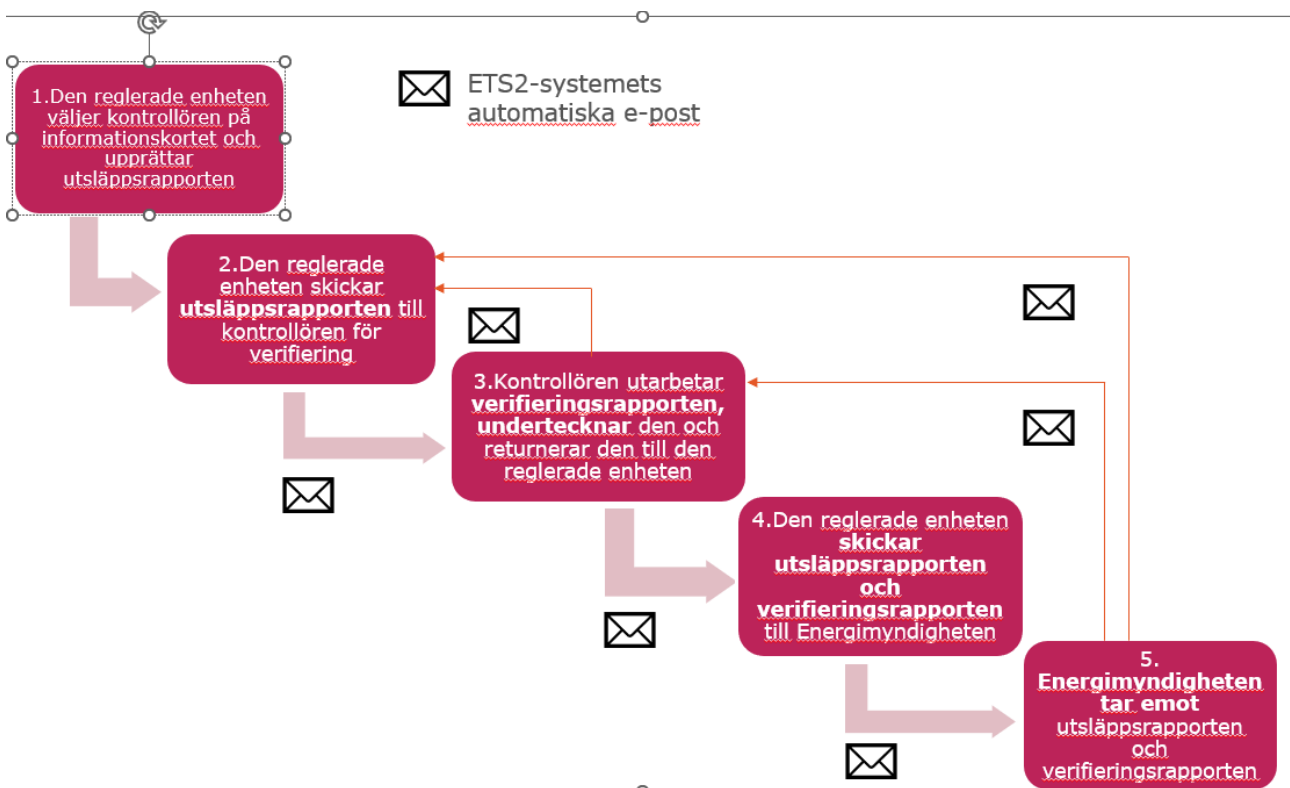 1.Den reglerade enheten
väljer kontrollören på
informationskortet och
upprättar
utsläppsrapporten
ETS2-systemets
automatiska e-post
2.Den reglerade
enheten skickar
utsläppsrapporten till
kontrollören för
verifiering
3.Kontrollören utarbetar
verifieringsrapporten,
undertecknar den och
returnerar den till den
reglerade enheten
4.Den reglerade enheten
skickar
utsläppsrapporten
och
verifieringsrapporten
till Energimyndigheten
5.
Energimyndigheten
tar emot
utsläppsrapporten
och
verifieringsrapporten